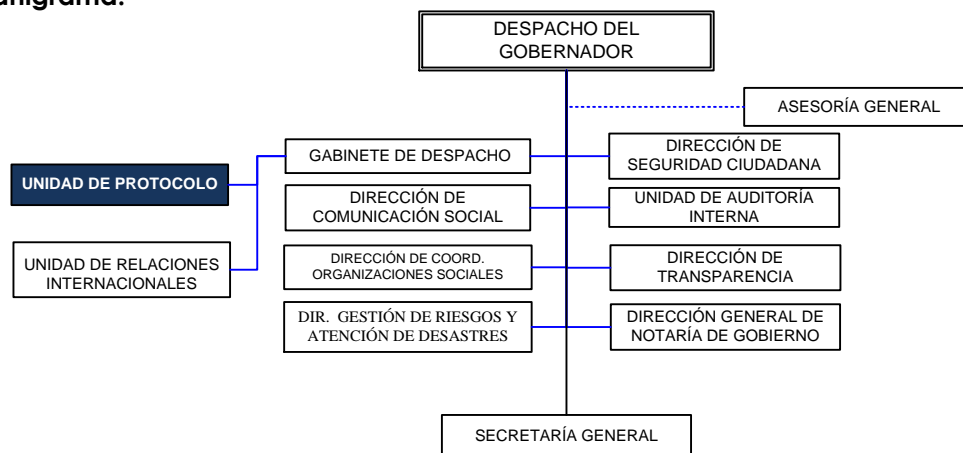 DESPACHO DEL
GOBERNADOR
ASESORÍA GENERAL
GABINETE DE DESPACHO
DIRECCIÓN DE
SEGURIDAD CIUDADANA
UNIDAD DE PROTOCOLO
DIRECCIÓN DE
COMUNICACIÓN SOCIAL
UNIDAD DE AUDITORÍA
INTERNA
UNIDAD DE RELACIONES
INTERNACIONALES
DIRECCIÓN DE COORD.
ORGANIZACIONES SOCIALES
DIRECCIÓN DE
TRANSPARENCIA
DIR. GESTIÓN DE RIESGOS Y
ATENCIÓN DE DESASTRES
DIRECCIÓN GENERAL DE
NOTARÍA DE GOBIERNO
SECRETARÍA GENERAL